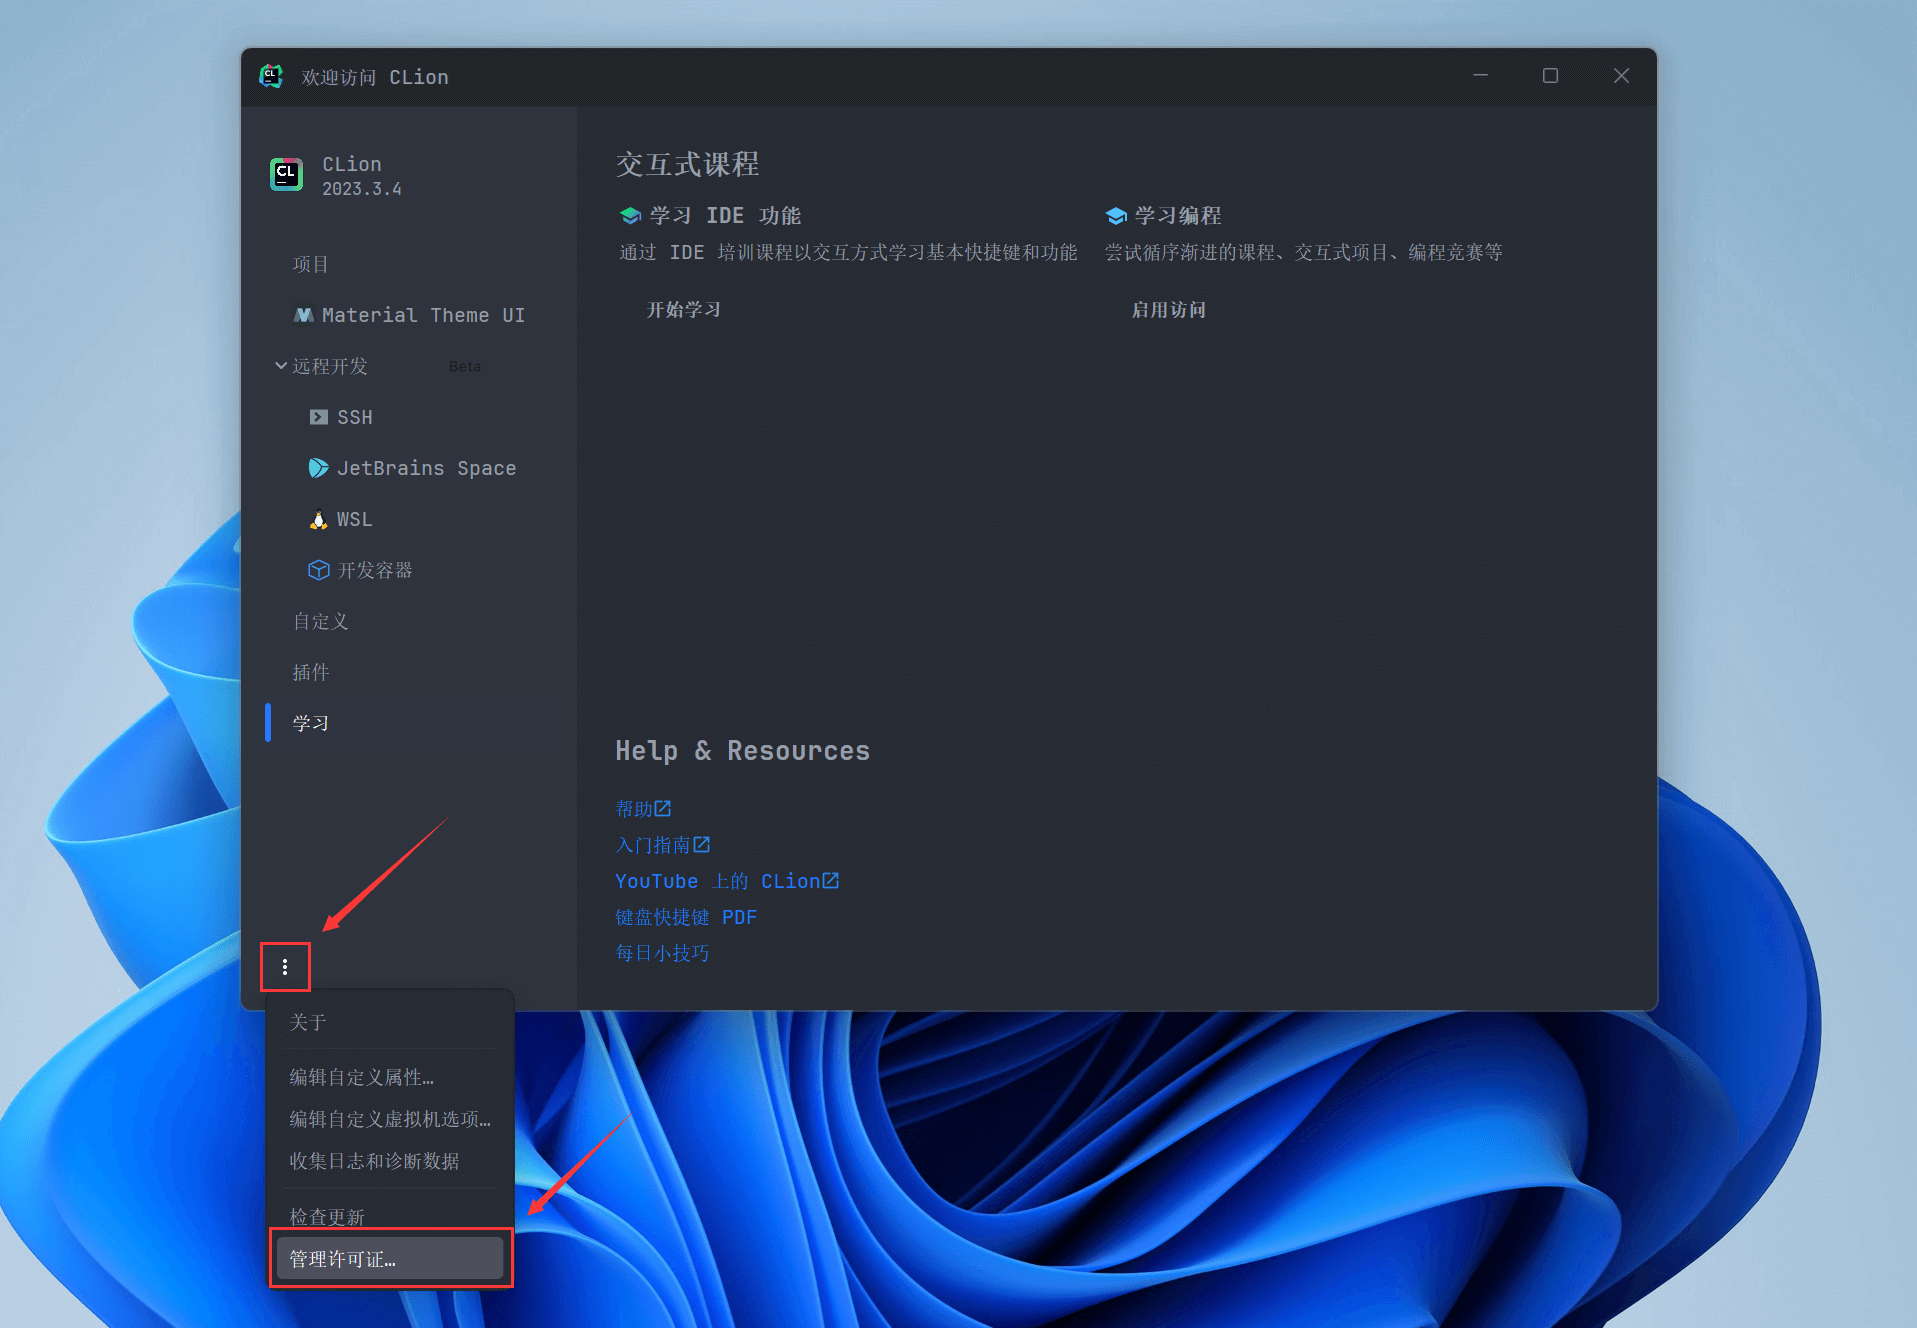 欢迎访问 CLion
CLion
2023.3.4
项目
Material Theme UI
远程开发 Beta
SSH
JetBrains Space
WSL
开发容器
自定义
插件
学习
交互式课程
学习 IDE 功能
通过 IDE 培训课程以交互方式学习基本快捷键和功能
开始学习
学习编程
尝试循序渐进的课程、交互式项目、编程竞赛等
启用访问
Help & Resources
帮助
入门指南
YouTube 上的 CLion
键盘快捷键 PDF
每日小技巧
关于
编辑自定义属性…
编辑自定义虚拟机选项…
收集日志和诊断数据
检查更新
管理许可证…